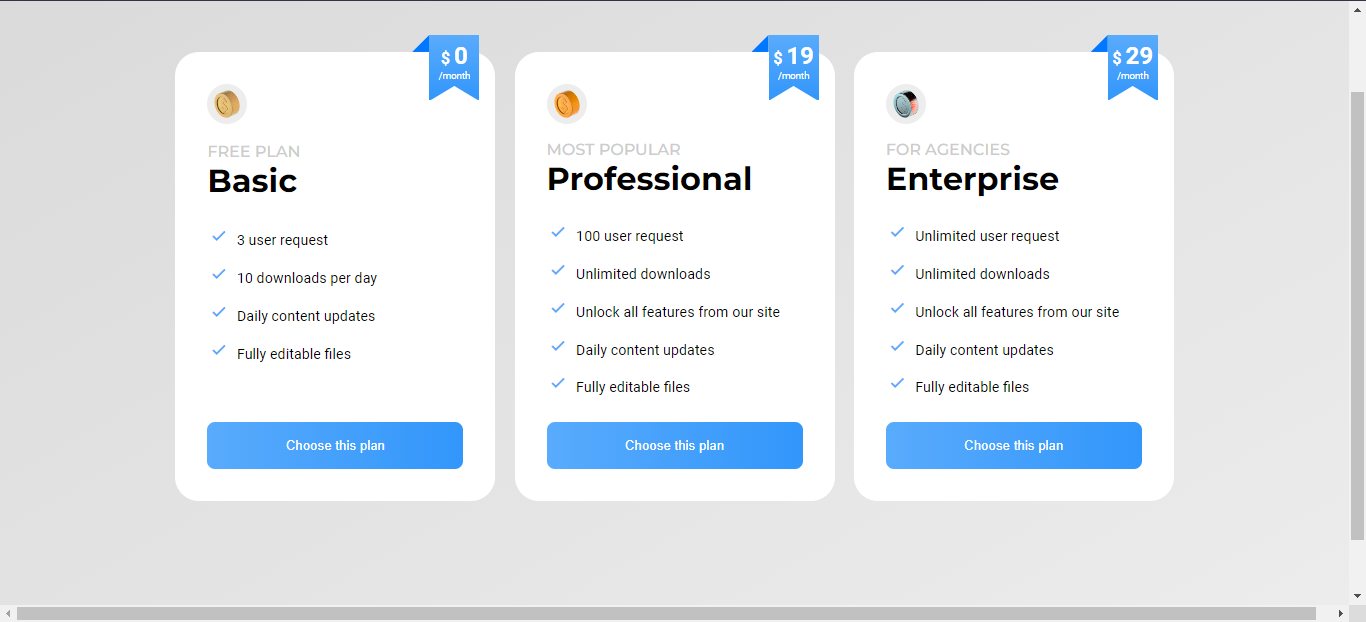 $ 0
/month
FREE PLAN
Basic
3 user request
10 downloads per day
Daily content updates
Fully editable files
Choose this plan
$ 19
/month
MOST POPULAR
Professional
100 user request
Unlimited downloads
Unlock all features from our site
Daily content updates
Fully editable files
Choose this plan
$ 29
/month
FOR AGENCIES
Enterprise
Unlimited user request
Unlimited downloads
Unlock all features from our site
Daily content updates
Fully editable files
Choose this plan